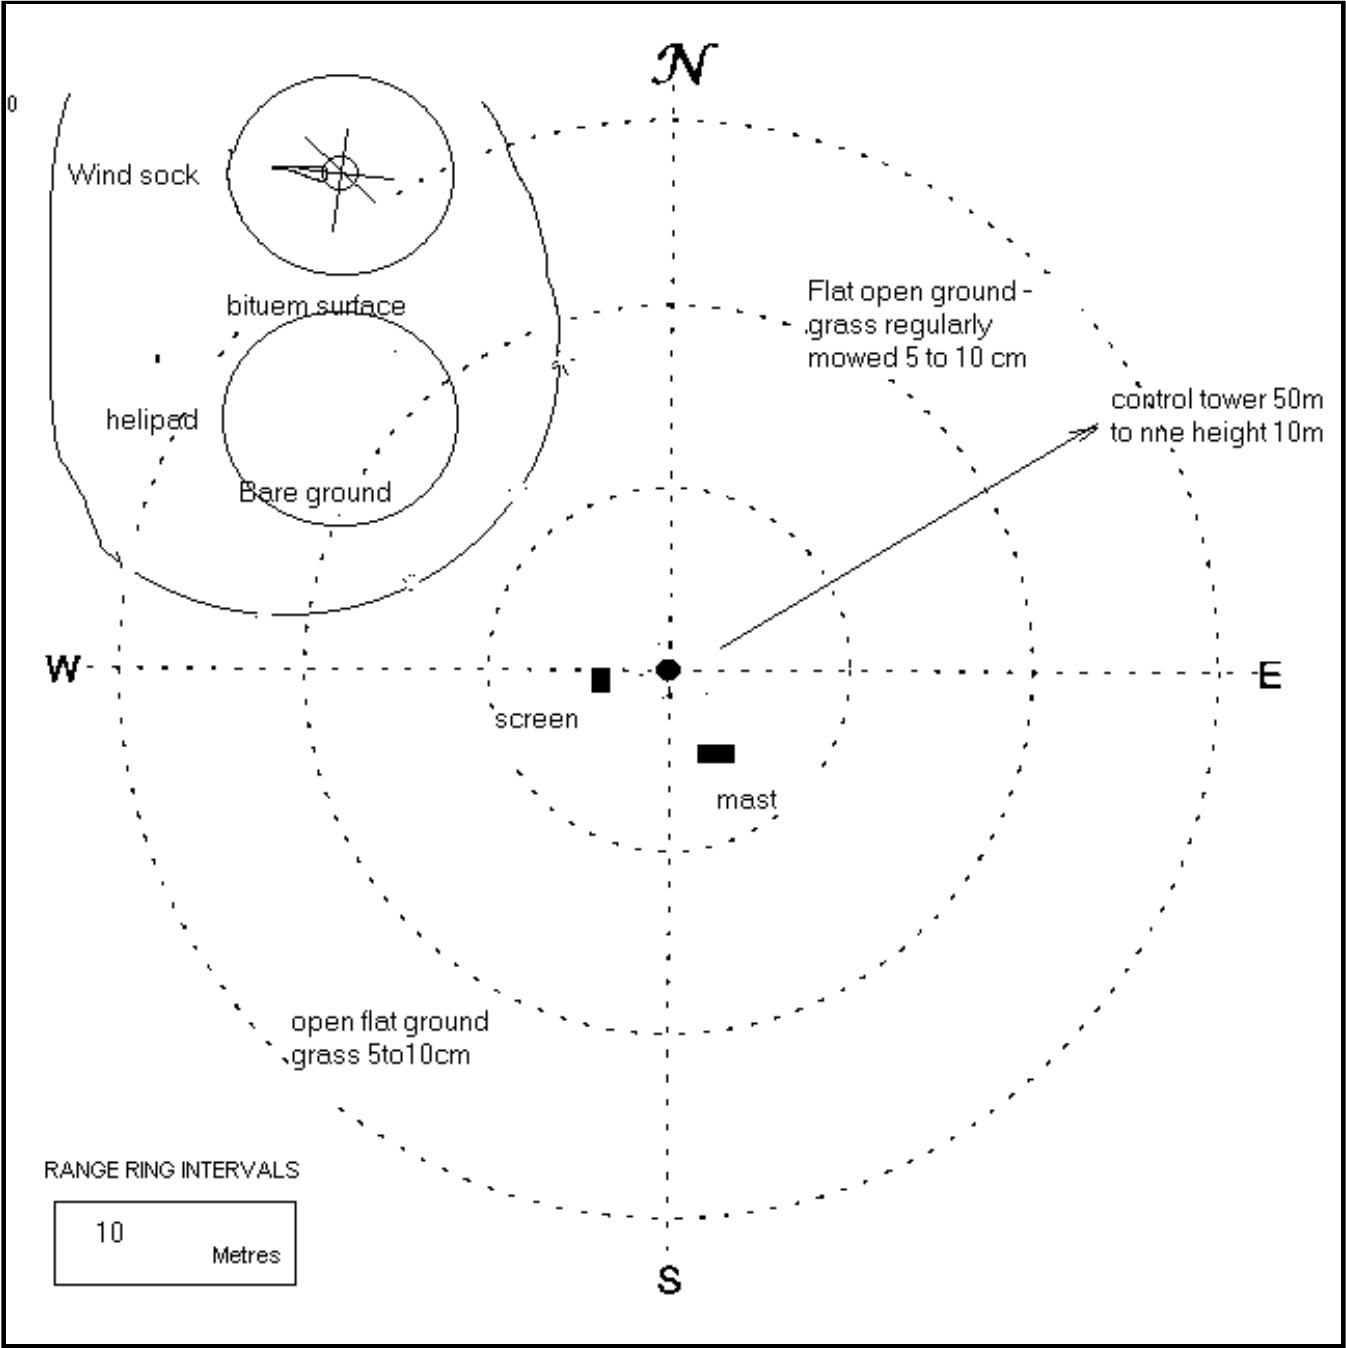 N
0
Wind sock
bituem surface
Flat open ground -
grass regularly
mowed 5 to 10 cm
control tower 50m
to nne height 10m
helipad
Bare ground
W
E
screen
mast
open flat ground
grass 5to10cm
RANGE RING INTERVALS
10
Metres
S